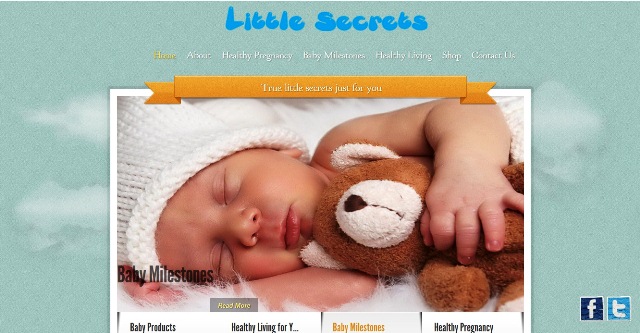 Little Secrets
Home About Healthy Pregnancy Baby Milestones Healthy Living Shop Contact Us
True little secrets just for you
Baby Milestones
Read More
Baby Products Healthy Living for Y... Baby Milestones Healthy Pregnancy
f t